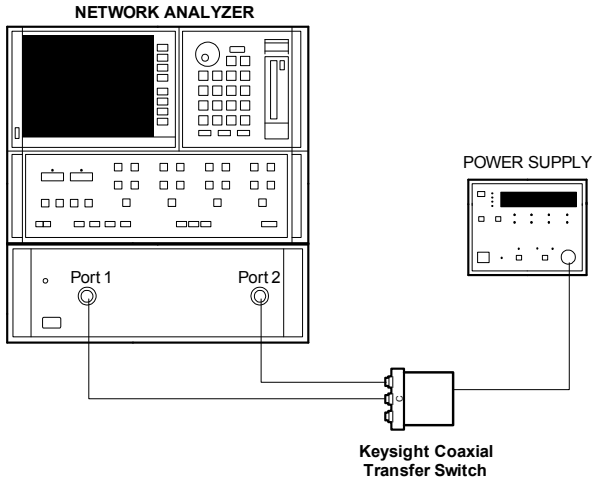 NETWORK ANALYZER
POWER SUPPLY
Port 1
Port 2
C
Keysight Coaxial
Transfer Switch